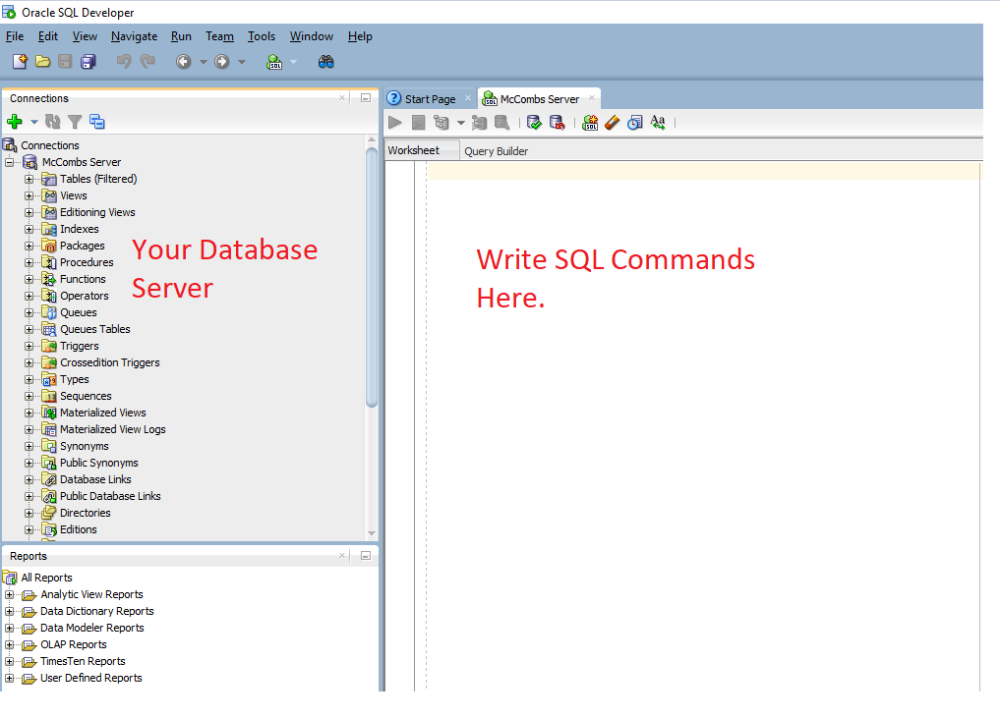 Oracle SQL Developer
File Edit View Navigate Run Team Tools Window Help
Connections
Connections
McCombs Server
Tables (Filtered)
Views
Editioning Views
Indexes
Packages
Procedures
Functions
Operators
Queues
Queues Tables
Triggers
Crossedition Triggers
Types
Sequences
Materialized Views
Materialized View Logs
Synonyms
Public Synonyms
Database Links
Public Database Links
Directories
Editions
Your Database
Server
Reports
All Reports
Analytic View Reports
Data Dictionary Reports
Data Modeler Reports
OLAP Reports
TimesTen Reports
User Defined Reports
Start Page McCombs Server
Worksheet Query Builder
Write SQL Commands
Here.